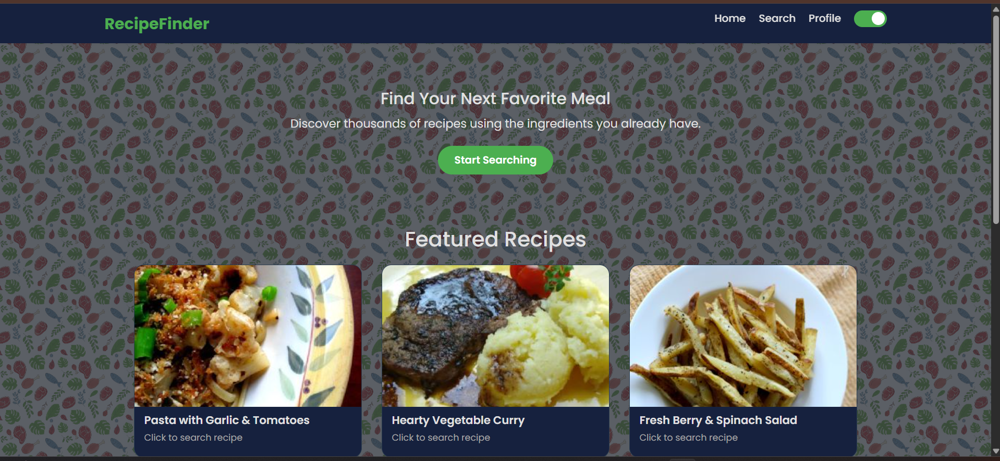 RecipeFinder
Home Search Profile
Find Your Next Favorite Meal
Discover thousands of recipes using the ingredients you already have.
Start Searching
Featured Recipes
Pasta with Garlic & Tomatoes
Click to search recipe
Hearty Vegetable Curry
Click to search recipe
Fresh Berry & Spinach Salad
Click to search recipe